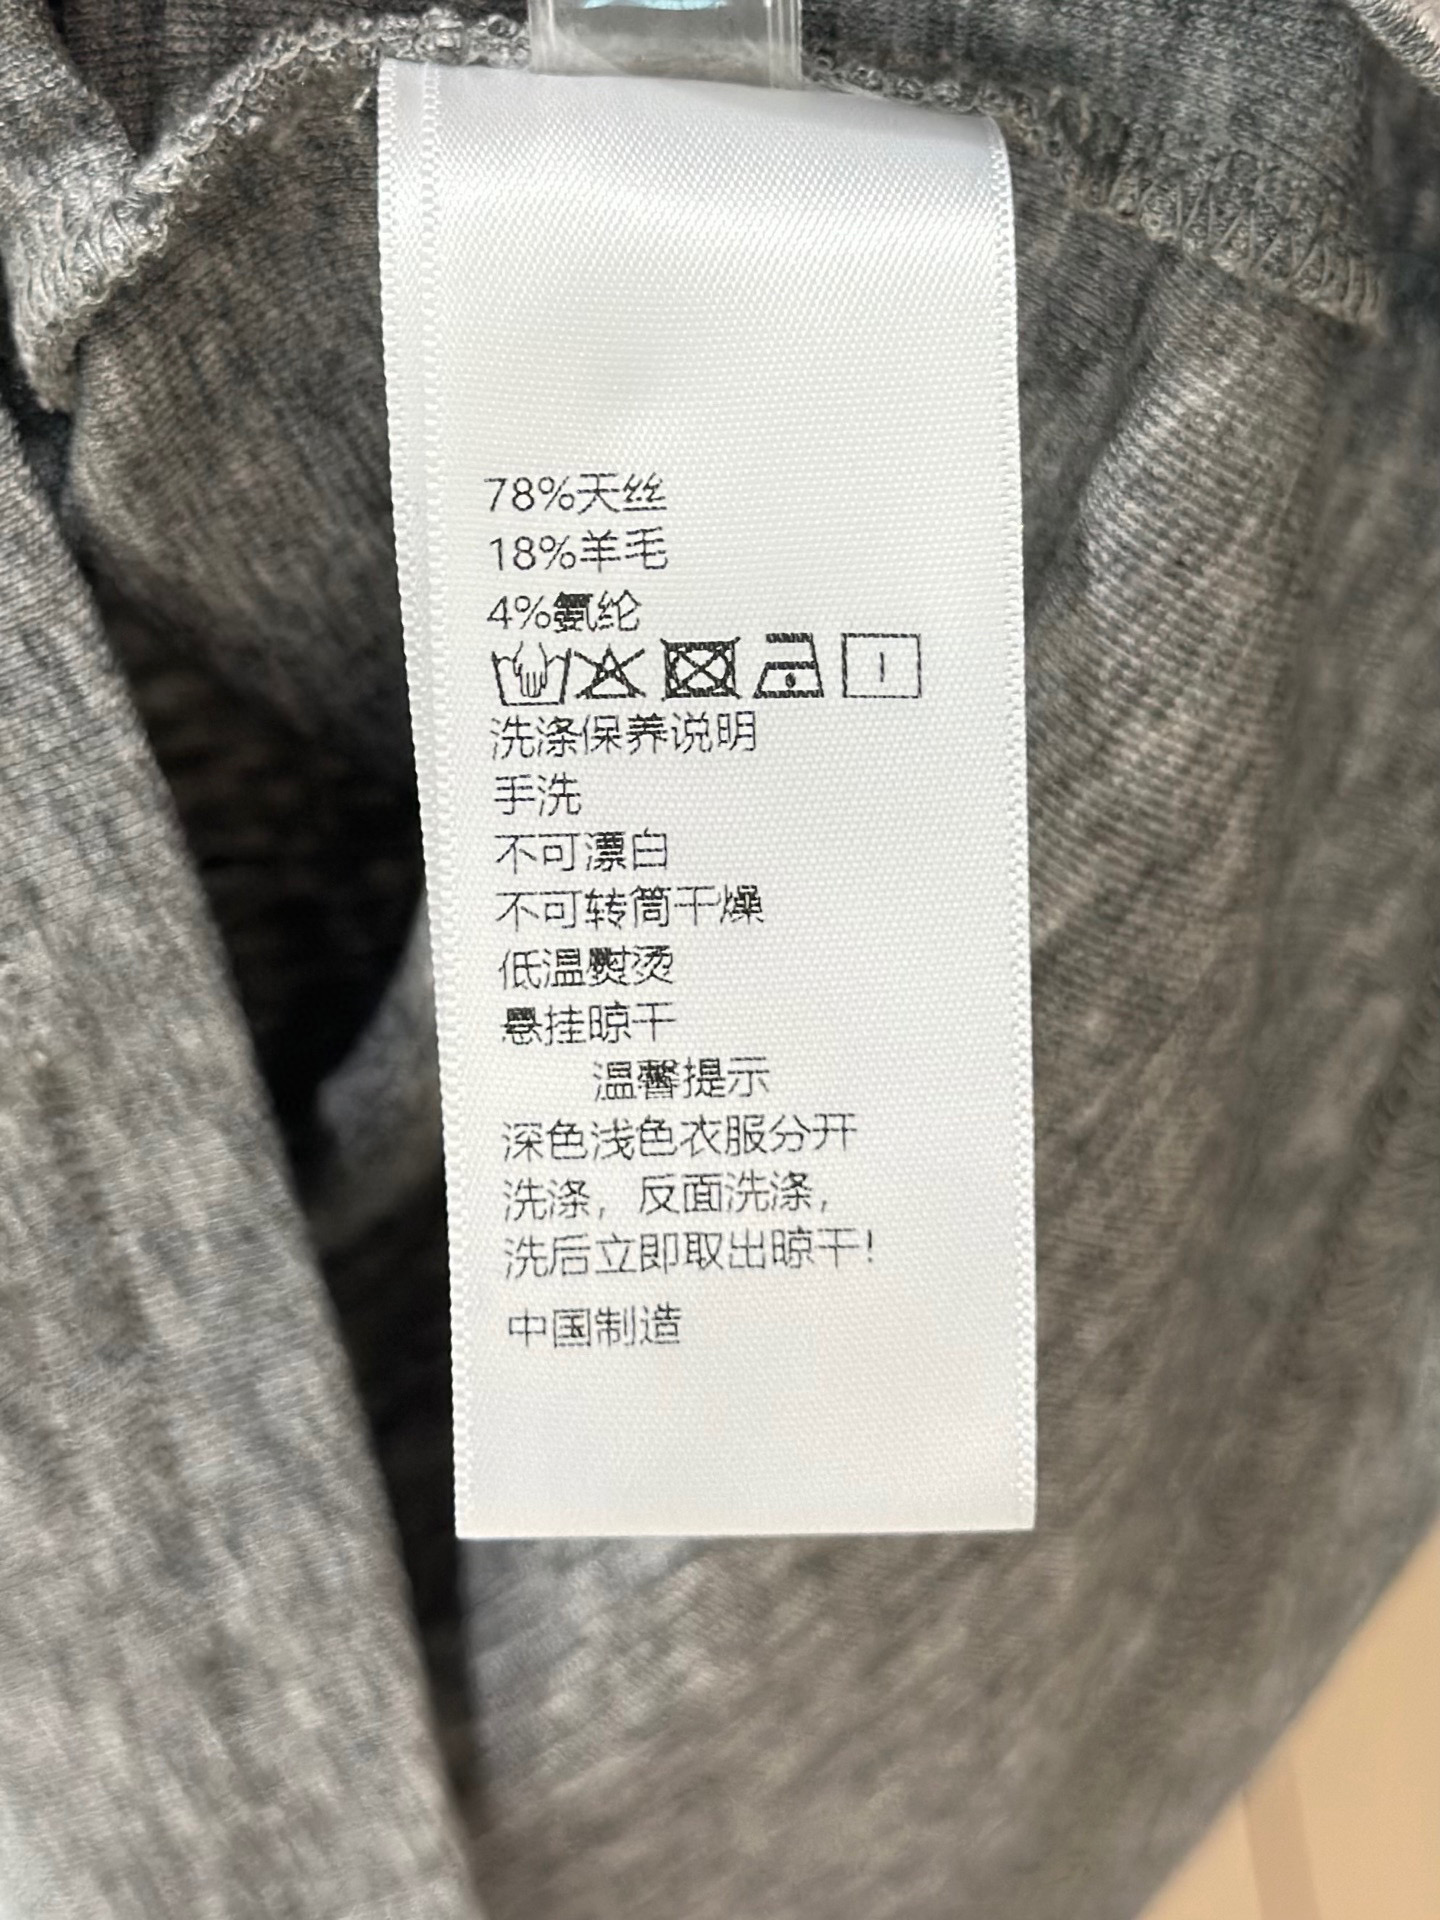 78%天丝
18%羊毛
4%氨纶
洗涤保养说明
手洗
不可漂白
不可转筒干燥
低温熨烫
悬挂晾干
温馨提示
深色浅色衣服分开
洗涤，反面洗涤，
洗后立即取出晾干！
中国制造